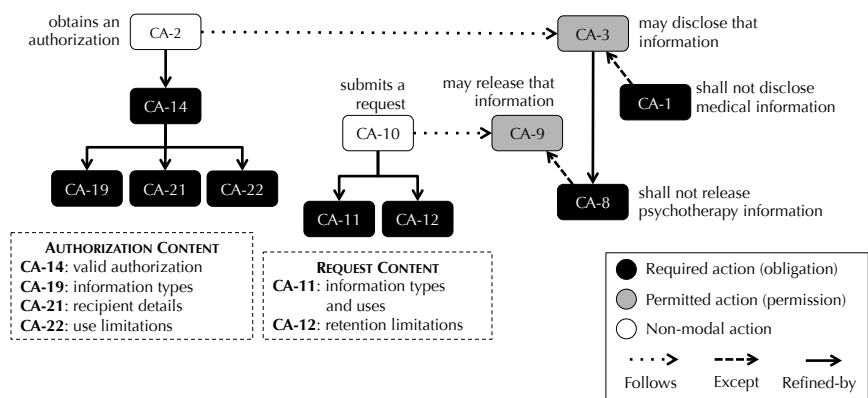 obtains an
authorization
CA-2
CA-3
may disclose that
information
submits a
request
may release that
information
shall not disclose
medical information
CA-14
CA-10
CA-9
CA-1
CA-19
CA-21
CA-22
CA-8
shall not release
psychotherapy information
CA-11
CA-12
AUTHORIZATION CONTENT
CA-14: valid authorization
CA-19: information types
CA-21: recipient details
CA-22: use limitations
REQUEST CONTENT
CA-11: information types
and uses
CA-12: retention limitations
Required action (obligation)
Permitted action (permission)
Non-modal action
Follows
Except
Refined-by